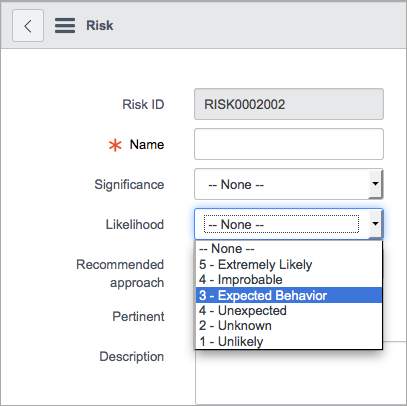 Risk
Risk ID RISK0002002
Name
Significance -- None --
Likelihood -- None --
-- None --
5 - Extremely Likely
4 - Improbable
Recommended
3 - Expected Behavior
approach
4 - Unexpected
Pertinent
2 - Unknown
1 - Unlikely
Description